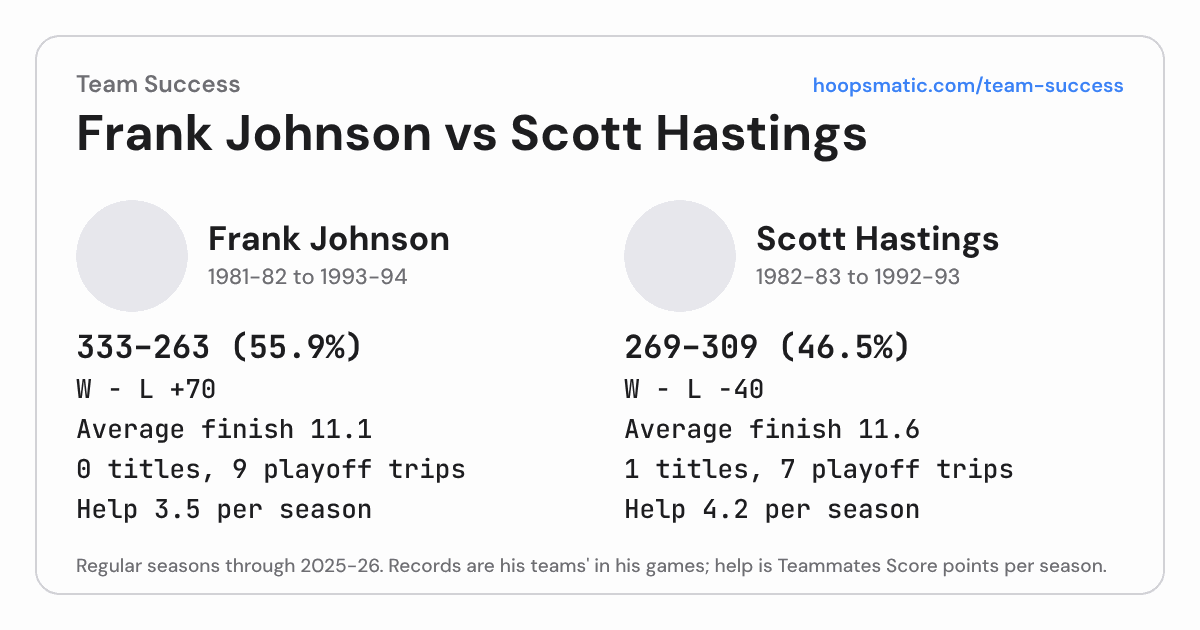 Team Success
hoopsmatic.com/team-success
Frank Johnson vs Scott Hastings
Frank Johnson
1981-82 to 1993-94
333-263 (55.9%)
W - L +70
Average finish 11.1
0 titles, 9 playoff trips
Help 3.5 per season
Scott Hastings
1982-83 to 1992-93
269-309 (46.5%)
W - L -40
Average finish 11.6
1 titles, 7 playoff trips
Help 4.2 per season
Regular seasons through 2025-26. Records are his teams' in his games; help is Teammates Score points per season.